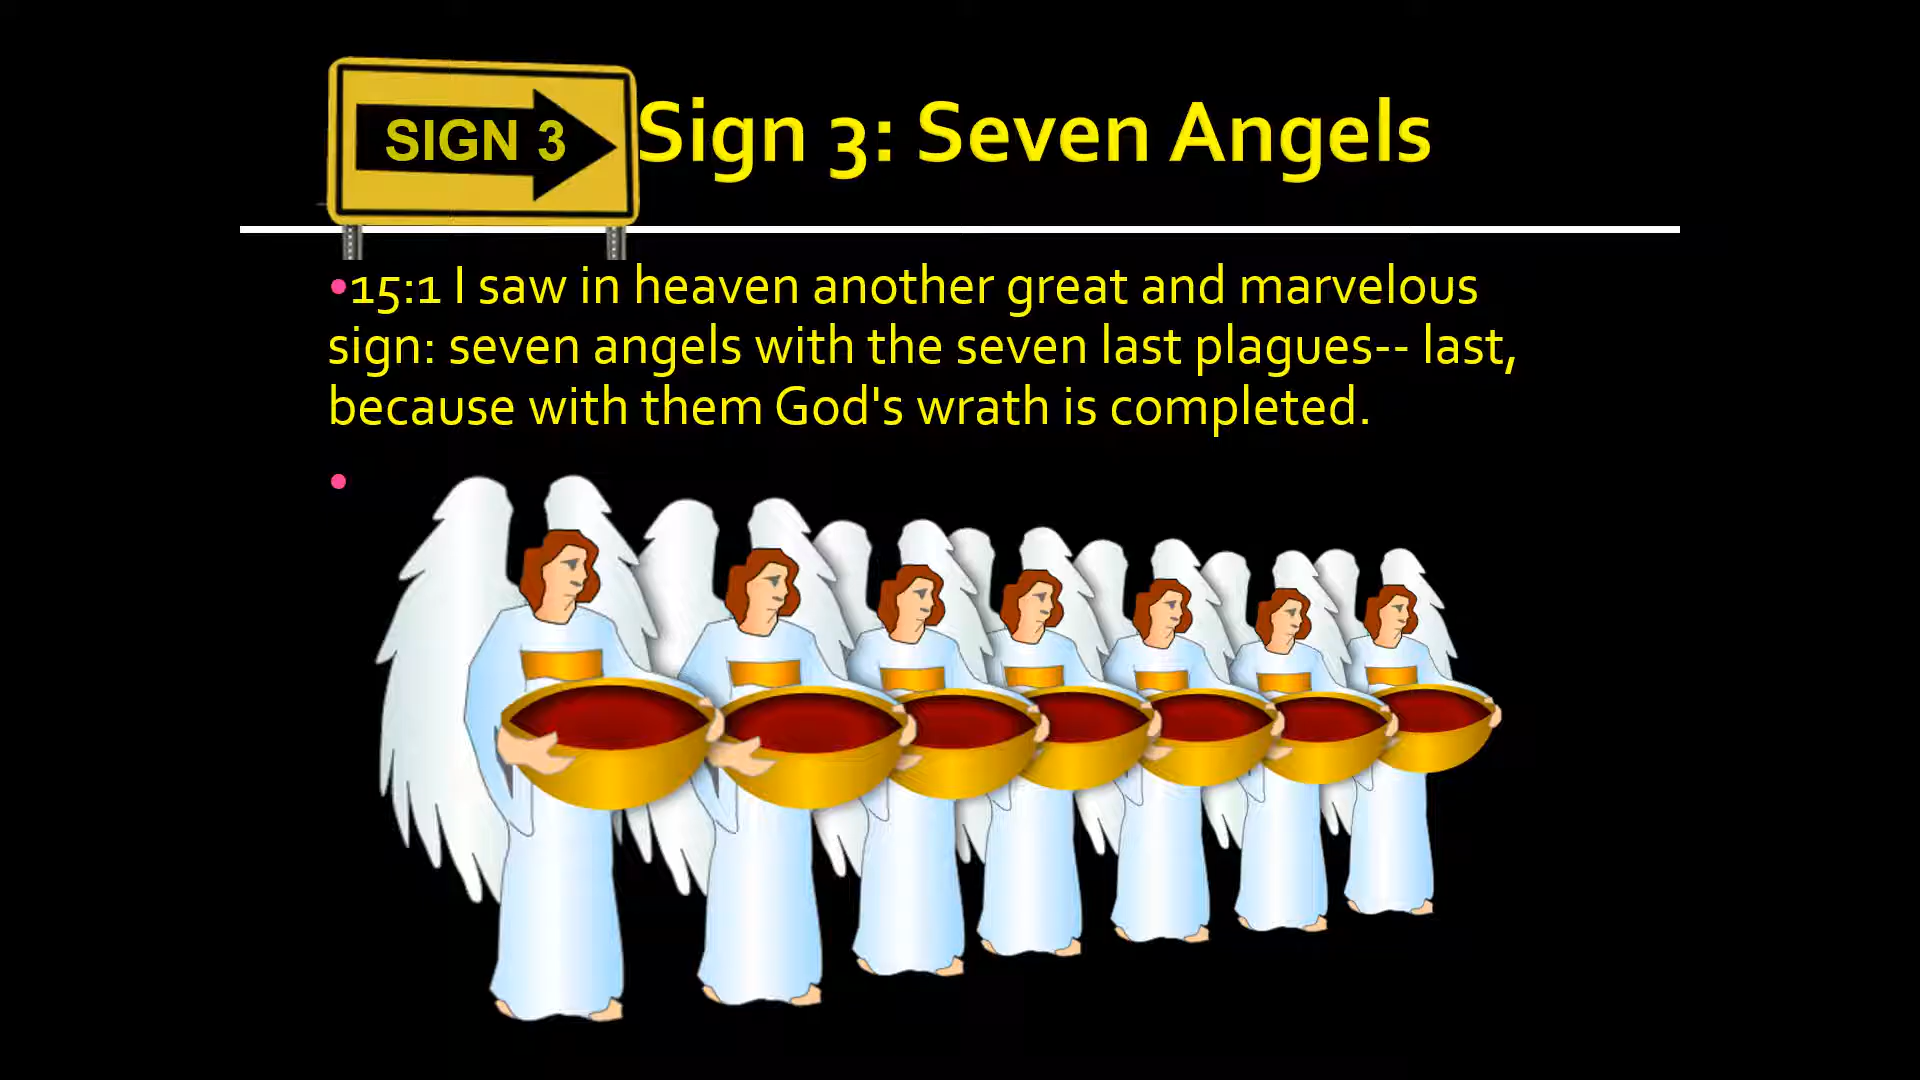 SIGN 3
Sign 3: Seven Angels
•15:1 I saw in heaven another great and marvelous
sign: seven angels with the seven last plagues-- last,
because with them God's wrath is completed.
•